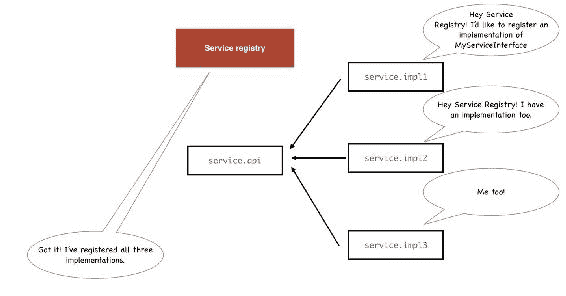 Hey Service
Registry! I'd like to register an
implementation of
MyServiceInterface
Service registry
service.impl1
Hey Service Registry! I have
an implementation too.
service.api
service.impl2
Me too!
service.impl3
Got it! I've registered all three
implementations.